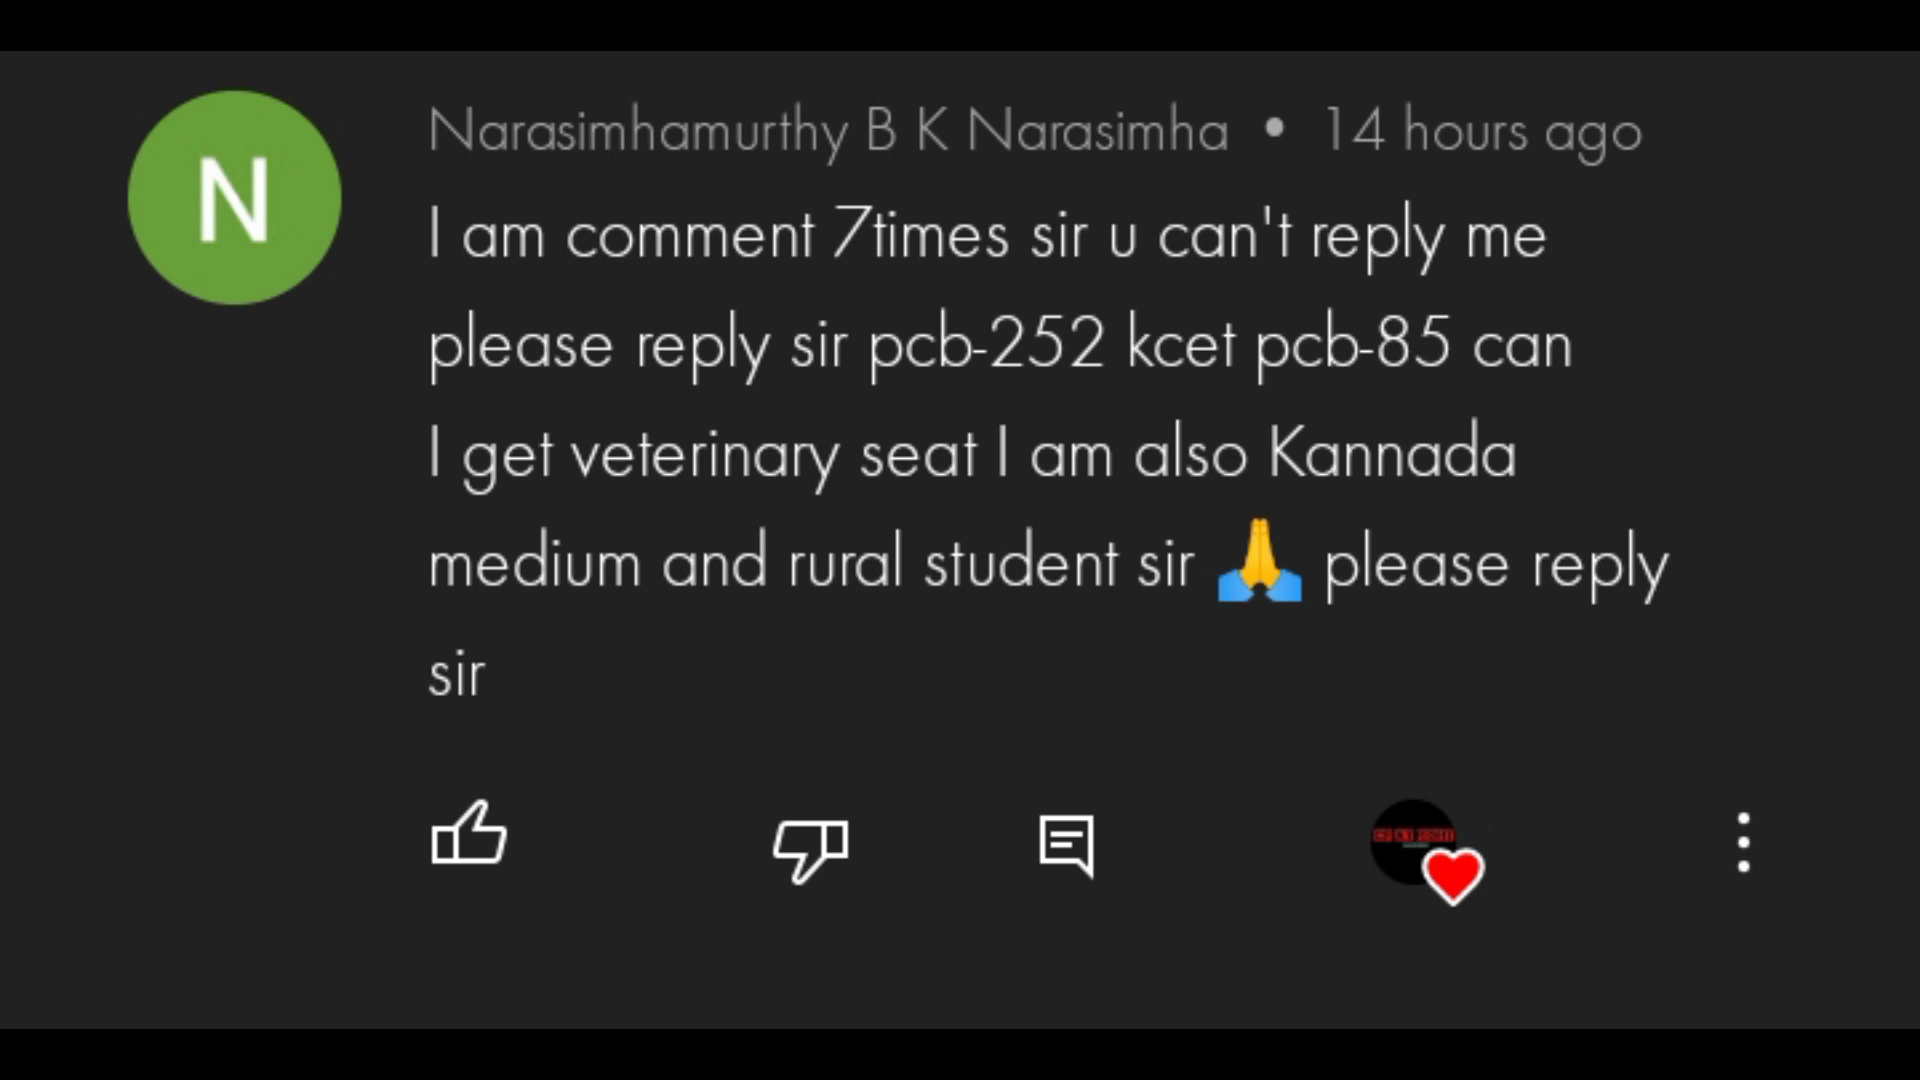 N
Narasimhamurthy B K Narasimha • 14 hours ago
I am comment 7times sir u can't reply me
please reply sir pcb-252 kcet pcb-85 can
I get veterinary seat I am also Kannada
medium and rural student sir 🙏 please reply
sir